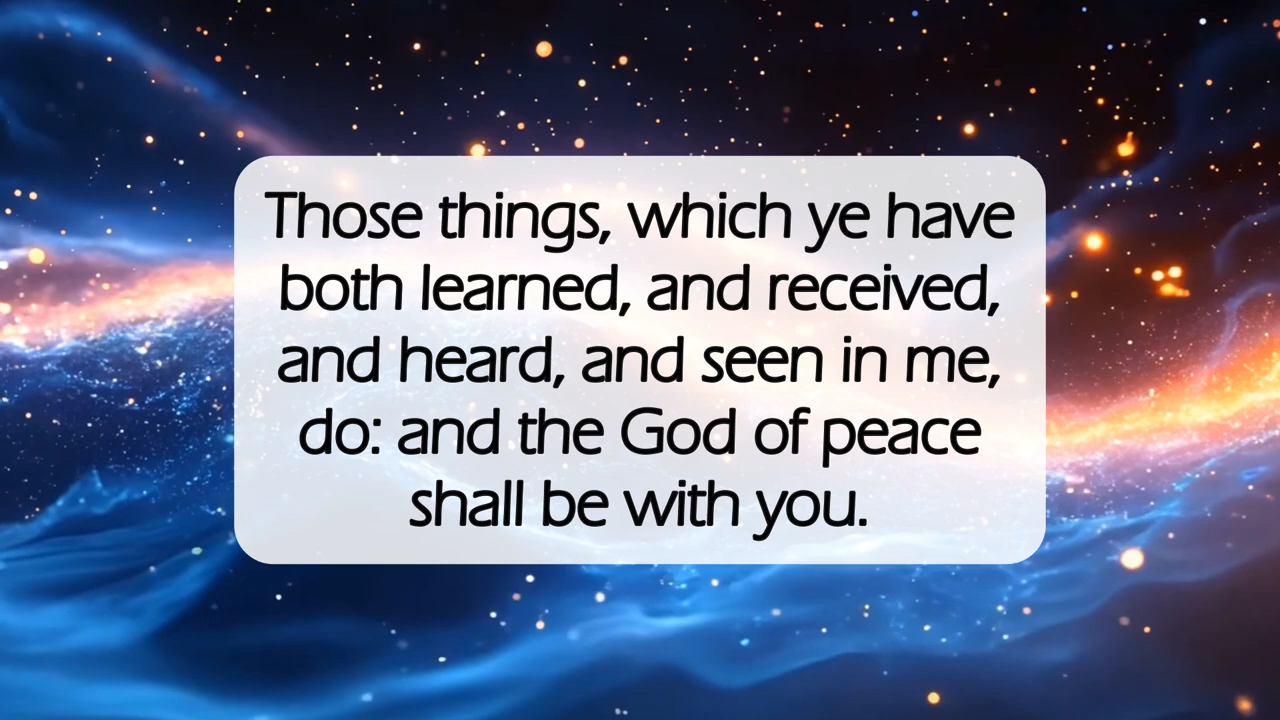 Those things, which ye have
both learned, and received,
and heard, and seen in me,
do: and the God of peace
shall be with you.